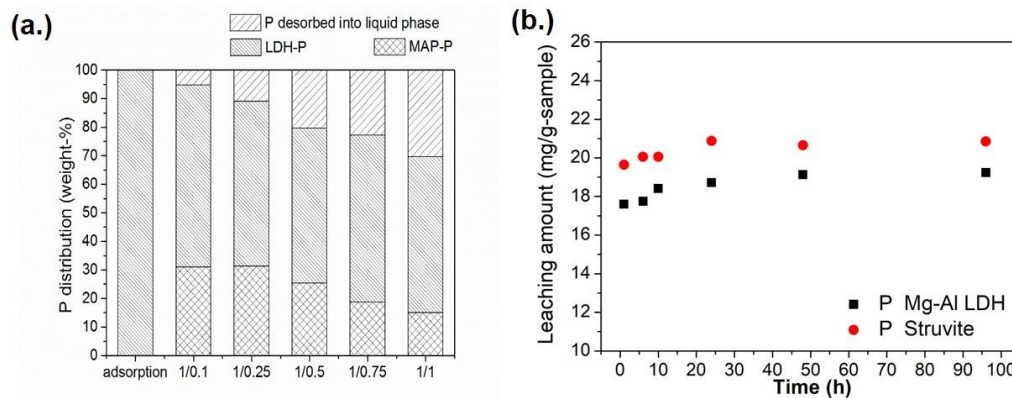 (a.)
P desorbed into liquid phase
LDH-P MAP-P
P distribution (weight-%)
100
90
80
70
60
50
40
30
20
10
0
adsorption 1/0.1 1/0.25 1/0.5 1/0.75 1/1
(b.)
Leaching amount (mg/g-sample)
26
24
22
20
18
16
14
12
10
P Mg-Al LDH
P Struvite
0 10 20 30 40 50 60 70 80 90 100
Time (h)